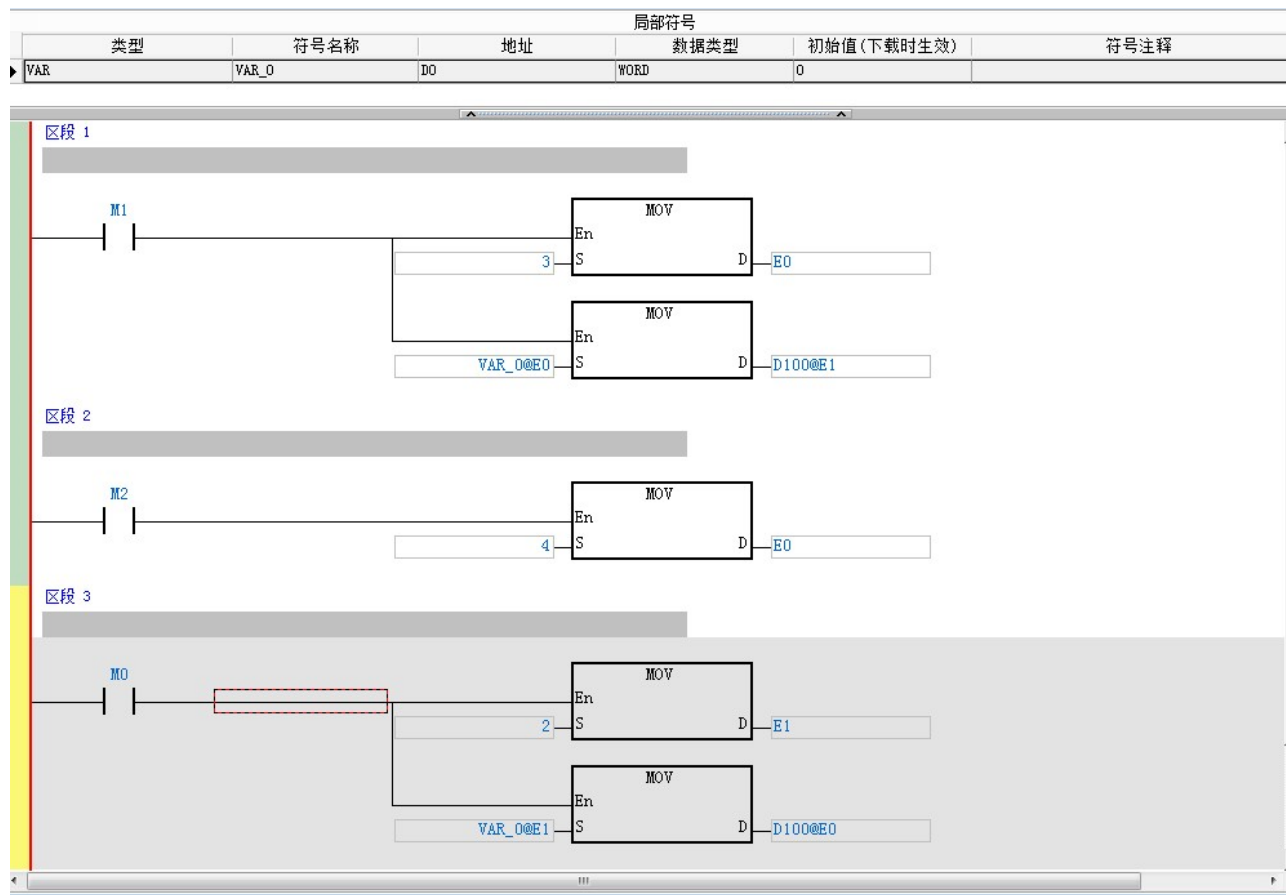 局部符号
类型 符号名称 地址 数据类型 初始值(下载时生效) 符号注释
VAR VAR_0 D0 WORD 0
区段 1
M1 MOV
En
3 S D E0
MOV
En
VAR_0@E0 S D D100@E1
区段 2
M2 MOV
En
4 S D E0
区段 3
M0 MOV
En
2 S D E1
MOV
En
VAR_0@E1 S D D100@E0